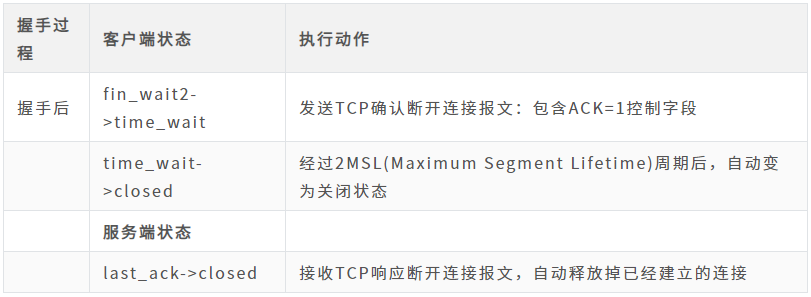 握手过
程
客户端状态
执行动作
握手后
fin_wait2-
>time_wait
发送TCP确认断开连接报文：包含ACK=1控制字段
time_wait-
>closed
经过2MSL(Maximum Segment Lifetime)周期后，自动变
为关闭状态
服务端状态
last_ack->closed
接收TCP响应断开连接报文，自动释放掉已经建立的连接